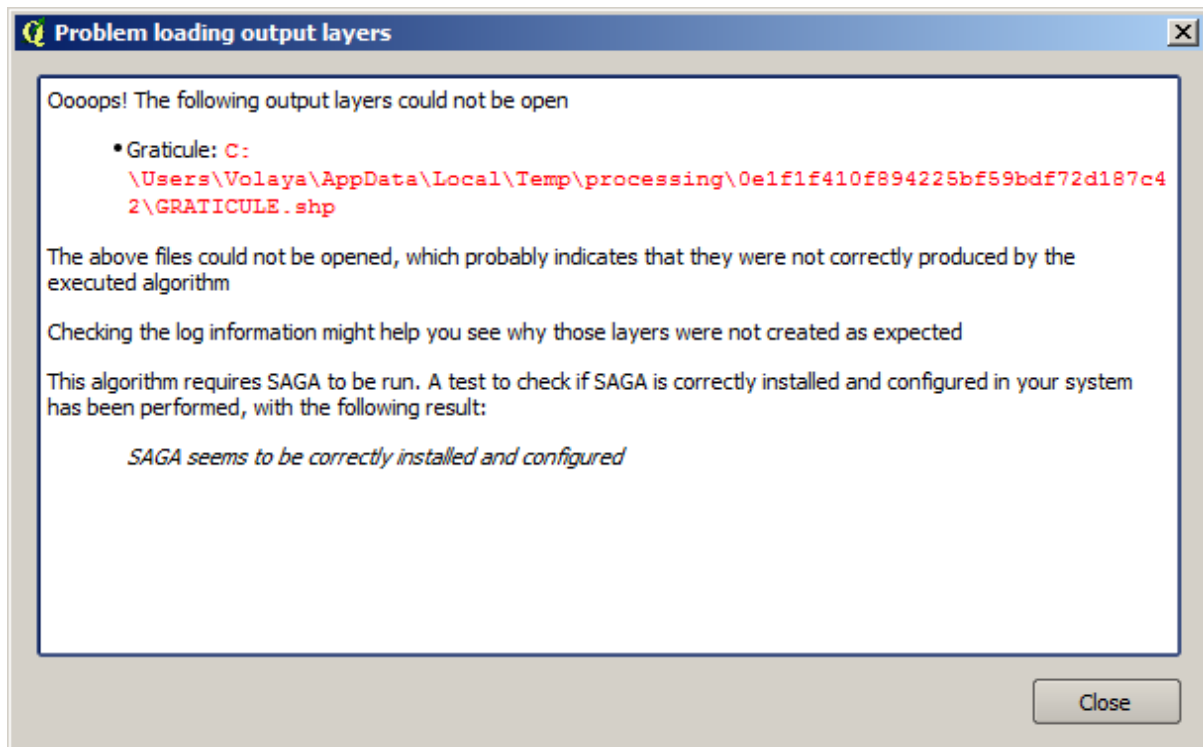 Problem loading output layers
Oooops! The following output layers could not be open
• Graticule: C:
\Users\Volaya\AppData\Local\Temp\processing\0e1f1f410f894225bf59bdf72d187c4
2\GRATICULE.shp
The above files could not be opened, which probably indicates that they were not correctly produced by the
executed algorithm
Checking the log information might help you see why those layers were not created as expected
This algorithm requires SAGA to be run. A test to check if SAGA is correctly installed and configured in your system
has been performed, with the following result:
SAGA seems to be correctly installed and configured
Close